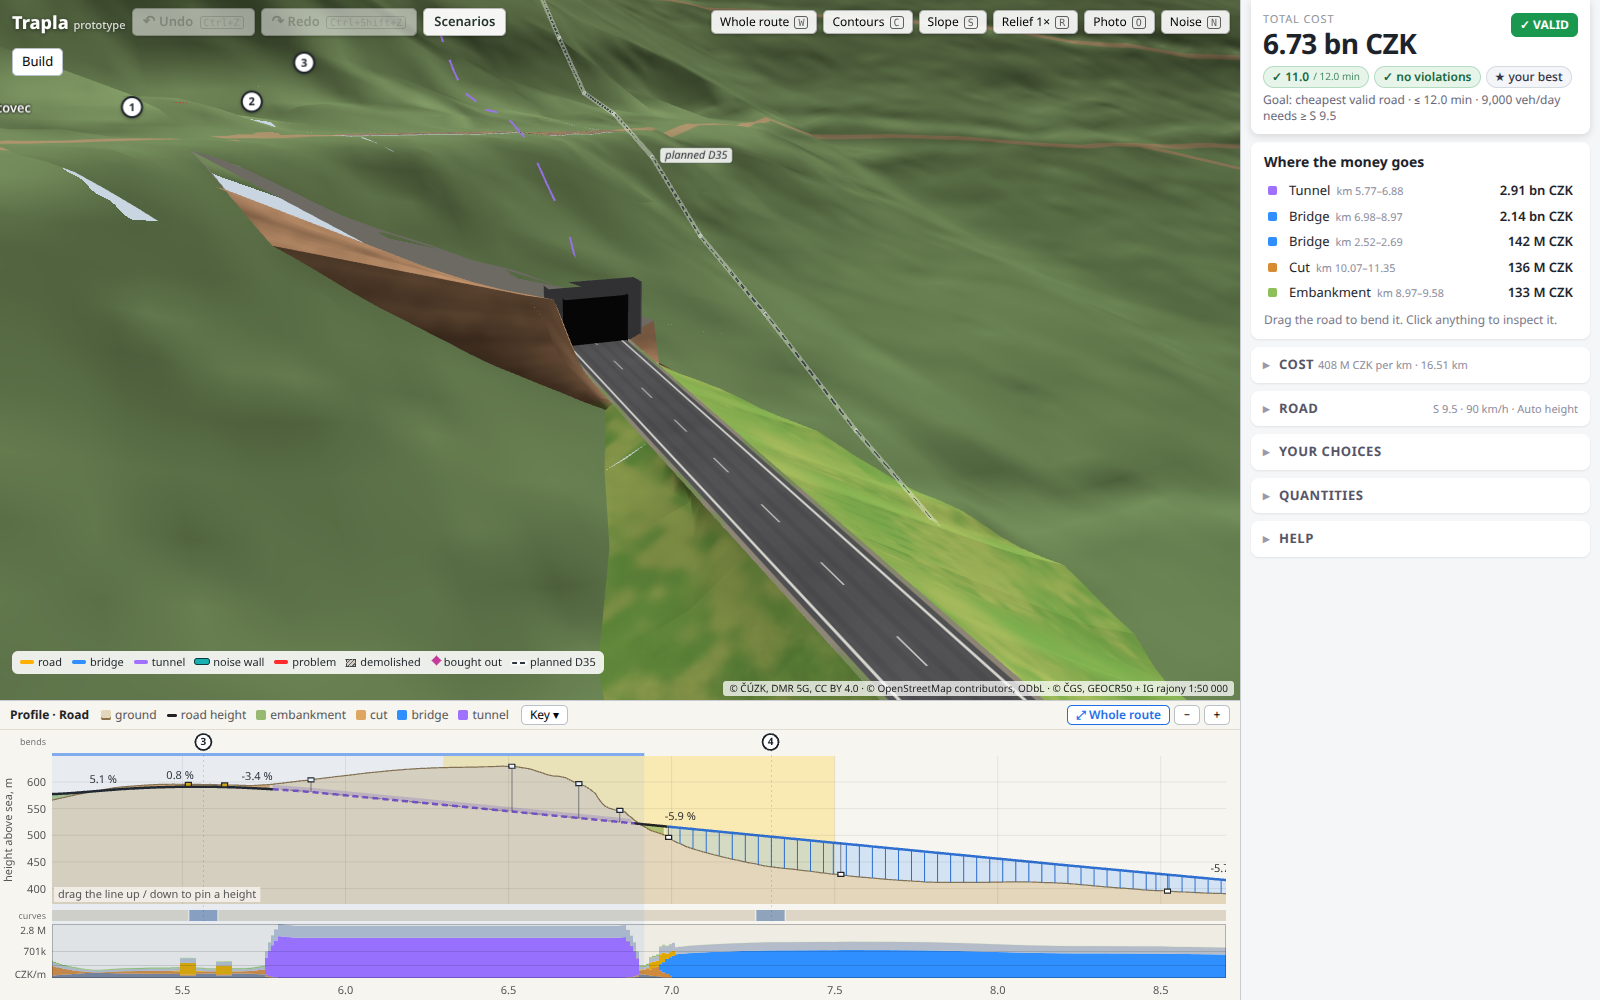 Trapla prototype
↶ Undo Ctrl+Z
↷ Redo Ctrl+Shift+Z
Scenarios
Whole route W
Contours C
Slope S
Relief 1× R
Photo O
Noise N
Build
3
2
1
ovec
planned D35
road
bridge
tunnel
noise wall
problem
demolished
bought out
planned D35
© ČÚZK, DMR 5G, CC BY 4.0 · © OpenStreetMap contributors, ODbL · © ČGS, GEOCR50 + IG rajony 1:50 000
TOTAL COST
6.73 bn CZK
✓ VALID
✓ 11.0 / 12.0 min
✓ no violations
★ your best
Goal: cheapest valid road · ≤ 12.0 min · 9,000 veh/day
needs ≥ S 9.5
Where the money goes
Tunnel km 5.77–6.88 2.91 bn CZK
Bridge km 6.98–8.97 2.14 bn CZK
Bridge km 2.52–2.69 142 M CZK
Cut km 10.07–11.35 136 M CZK
Embankment km 8.97–9.58 133 M CZK
Drag the road to bend it. Click anything to inspect it.
▸ COST 408 M CZK per km · 16.51 km
▸ ROAD S 9.5 · 90 km/h · Auto height
▸ YOUR CHOICES
▸ QUANTITIES
▸ HELP
Profile · Road
ground
road height
embankment
cut
bridge
tunnel
Key ▾
⤢ Whole route
−
+
bends
3
4
height above sea, m
600
550
500
450
400
5.1 %
0.8 %
-3.4 %
-5.9 %
-5.7
drag the line up / down to pin a height
curves
2.8 M
701k
CZK/m
5.5
6.0
6.5
7.0
7.5
8.0
8.5